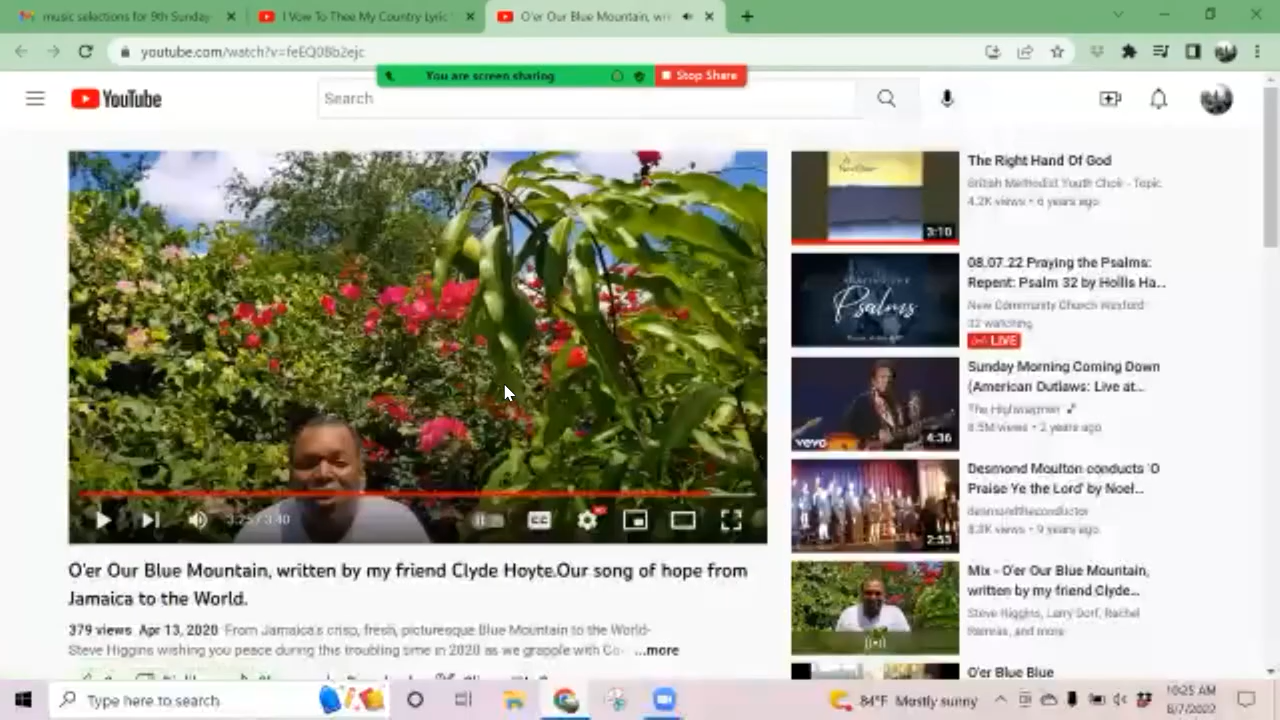 music selections for 9th Sunday
I Vow To Thee My Country Lyric
O'er Our Blue Mountain, wri
youtube.com/watch?v=feEQ08b2ejc
You are screen sharing
Stop Share
YouTube
Search
3:25 / 3:40
CC
O'er Our Blue Mountain, written by my friend Clyde Hoyte.Our song of hope from
Jamaica to the World.
379 views Apr 13, 2020 From Jamaica's crisp, fresh, picturesque Blue Mountain to the World-
Steve Higgins wishing you peace during this troubling time in 2020 as we grapple with Co- ...more
3:10
The Right Hand Of God
British Methodist Youth Choir - Topic
4.2K views • 6 years ago
Psalms
08.07.22 Praying the Psalms:
Repent: Psalm 32 by Hollis Ha...
New Community Church Wexford
32 watching
LIVE
vevo
4:36
Sunday Morning Coming Down
(American Outlaws: Live at...
The Highwaymen
8.5M views • 2 years ago
2:53
Desmond Moulton conducts 'O
Praise Ye the Lord' by Noel...
desmondtheconductor
8.8K views • 9 years ago
Mix - O'er Our Blue Mountain,
written by my friend Clyde...
Steve Higgins, Larry Dorf, Rachel
and more
O'er Blue Blue
Type here to search
84°F Mostly sunny
10:25 AM
8/7/2022